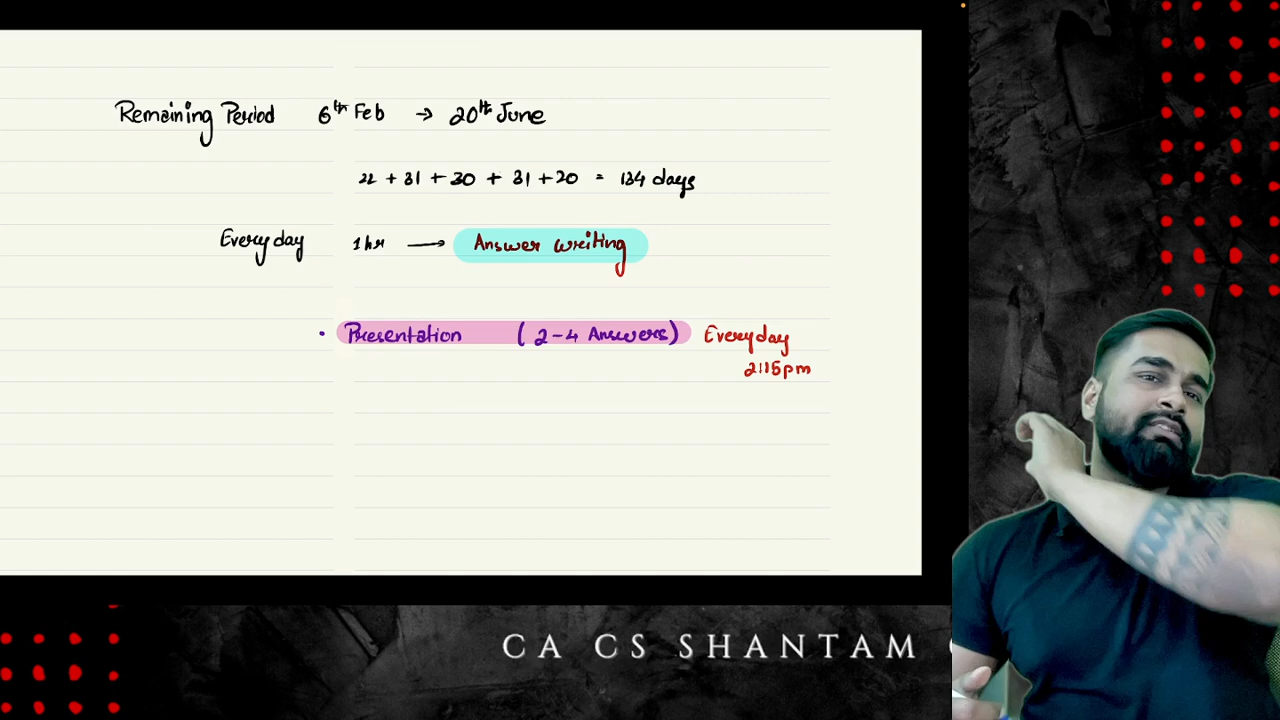 Remaining Period 6th Feb → 20th June
22 + 31 + 30 + 31 + 20 = 134 days
Everyday 1 hr → Answer writing
• Presentation (2-4 Answers) Everyday
2:15pm
CA CS SHANTAM